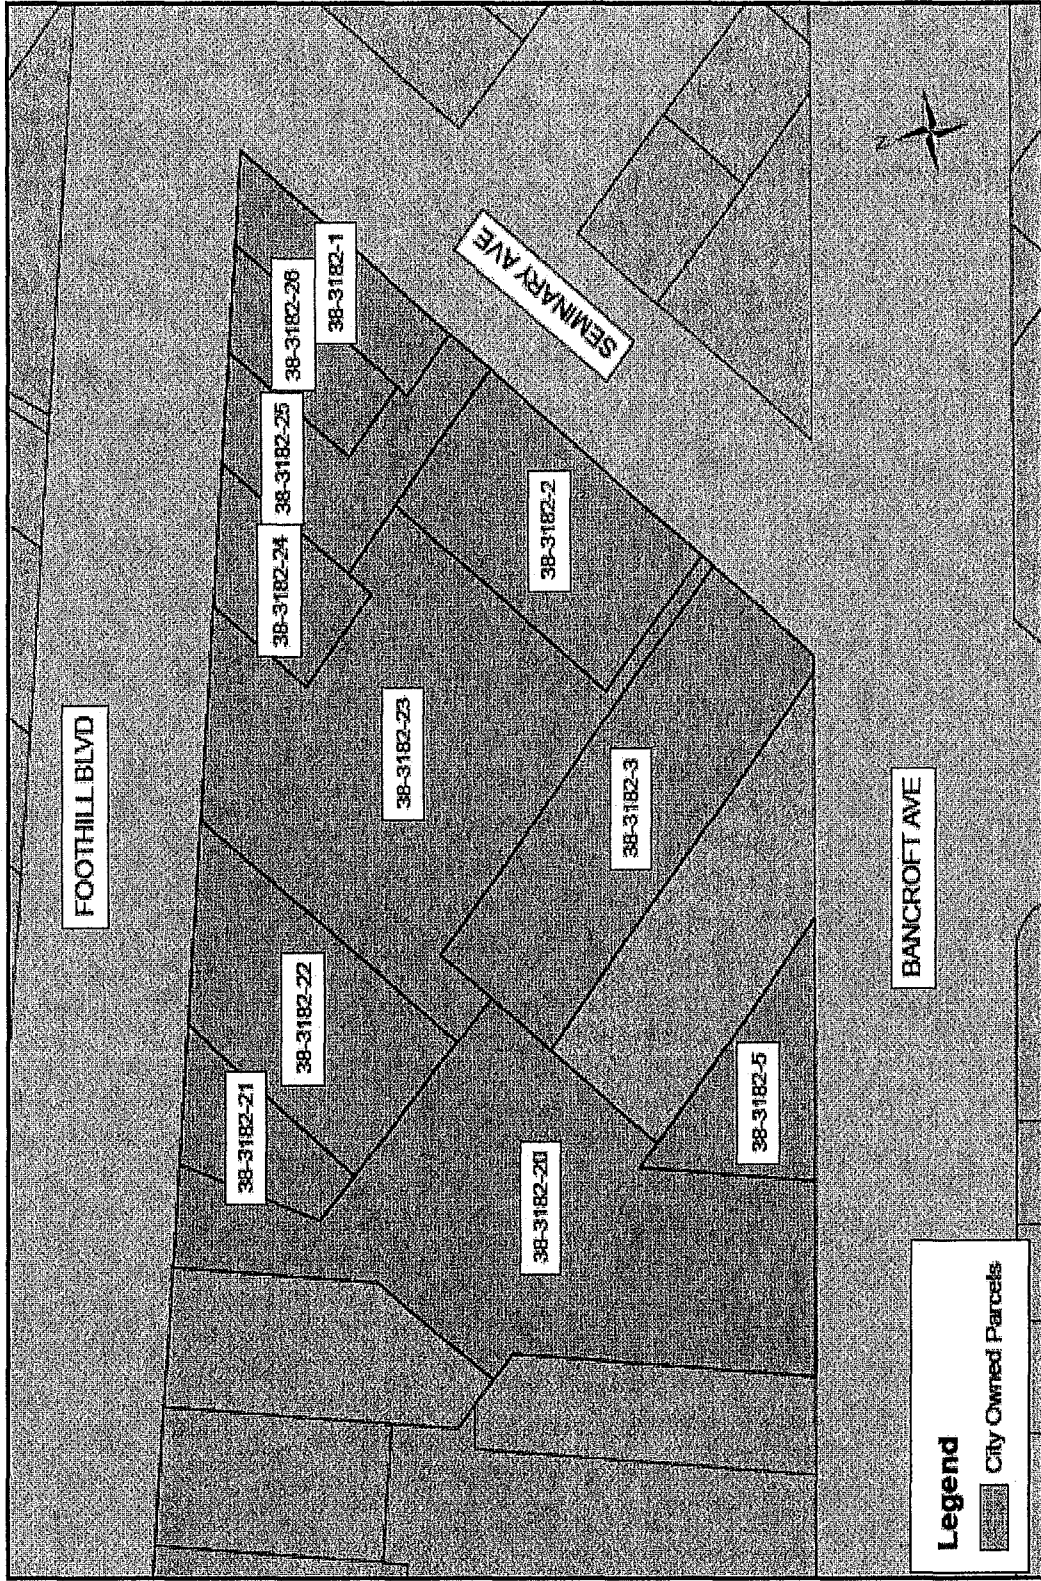 FOOTHILL BLVD
38-3182-21
38-3182-22
38-3182-23
38-3182-24
38-3182-25
38-3182-26
38-3182-1
SEMINARY AVE
38-3182-2
38-3182-3
38-3182-20
38-3182-5
BANCROFT AVE
N
Legend
City Owned Parcels